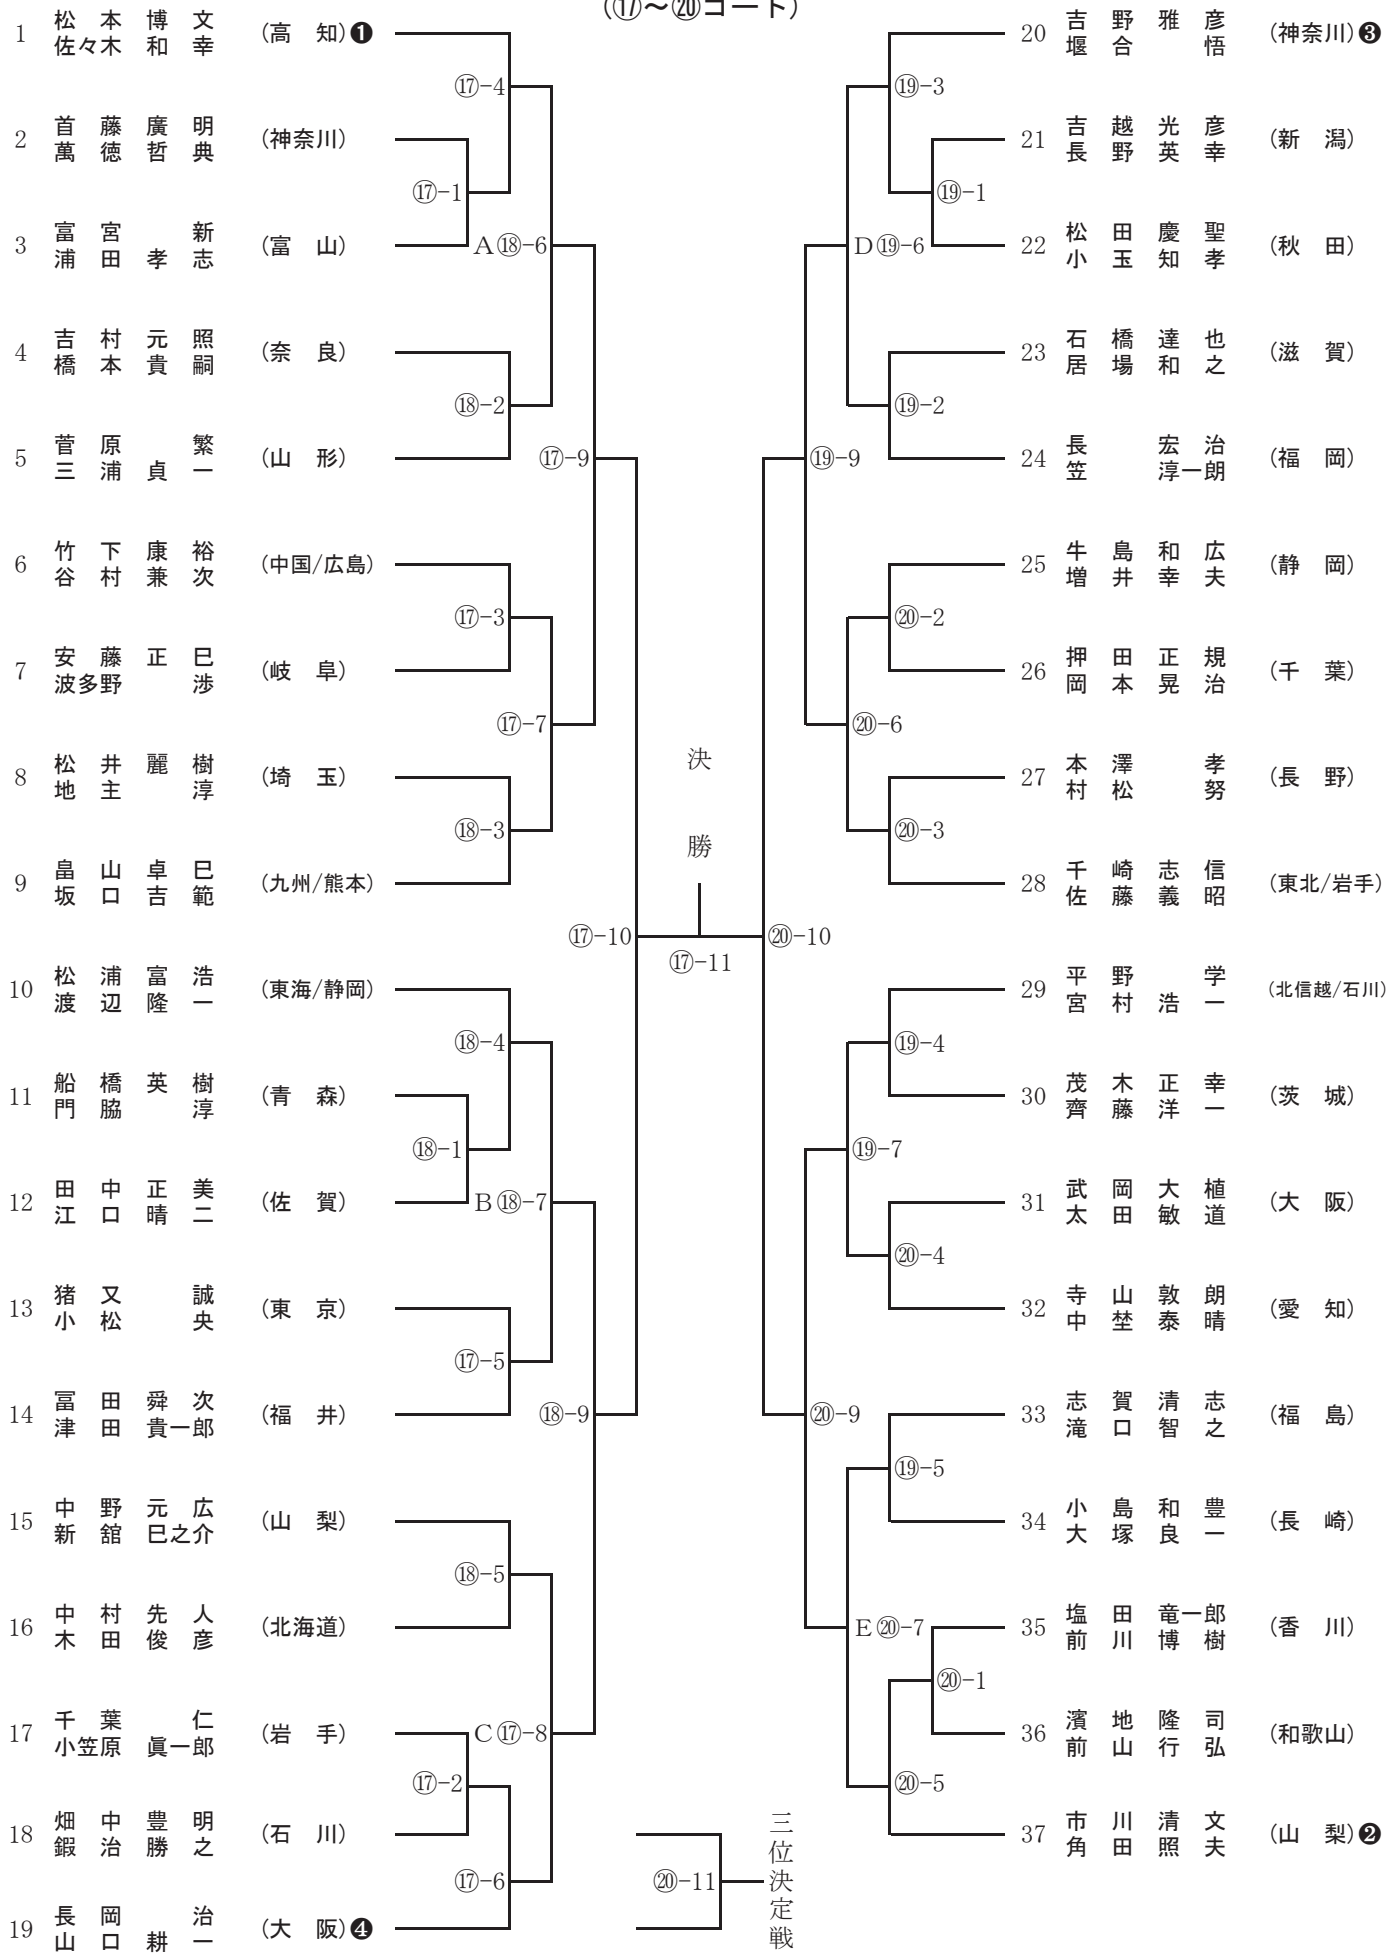 (⑰～⑳コート)
1 松本博文 (高知)❶
佐々木和幸
⑰-4
2 首藤廣明 (神奈川)
萬徳哲典
⑰-1
3 富宮新 (富山)
浦田孝志
A⑱-6
4 吉村元照 (奈良)
橋本貴嗣
⑱-2
5 菅原繁 (山形)
三浦貞一
⑰-9
6 竹下康裕 (中国/広島)
谷村兼次
⑰-3
7 安藤正巳 (岐阜)
波多野渉
⑰-7
8 松井麗樹 (埼玉)
地主淳
⑱-3
9 畠山卓巳 (九州/熊本)
坂口吉範
⑰-10
10 松浦富浩 (東海/静岡)
渡辺隆一
⑱-4
11 船橋英樹 (青森)
門脇淳
⑱-1
12 田中正美 (佐賀)
江口晴二
B⑱-7
13 猪又誠 (東京)
小松央
⑰-5
14 冨田舜次 (福井)
津田貴一郎
⑱-9
15 中野元広 (山梨)
新舘巳之介
⑱-5
16 中村先人 (北海道)
木田俊彦
17 千葉仁 (岩手)
小笠原眞一郎
C⑰-8
⑰-2
18 畑中豊明 (石川)
鍜治勝之
⑰-6
19 長岡治 (大阪)❹
山口耕一
決勝
⑰-11
三位決定戦
⑳-11
20 吉野雅彦 (神奈川)❸
堰合悟
⑲-3
21 吉越光彦 (新潟)
長野英幸
⑲-1
22 松田慶聖 (秋田)
小玉知孝
D⑲-6
23 石橋達也 (滋賀)
居場和之
⑲-2
24 長宏治 (福岡)
笠淳一朗
⑲-9
25 牛島和広 (静岡)
増井幸夫
⑳-2
26 押田正規 (千葉)
岡本晃治
⑳-6
27 本澤孝 (長野)
村松努
⑳-3
28 千崎志信 (東北/岩手)
佐藤義昭
⑳-10
29 平野学 (北信越/石川)
宮村浩一
⑲-4
30 茂木正幸 (茨城)
齊藤洋一
⑲-7
31 武岡大植 (大阪)
太田敏道
⑳-4
32 寺山敦朗 (愛知)
中埜泰晴
⑳-9
33 志賀清志 (福島)
滝口智之
⑲-5
34 小島和豊 (長崎)
大塚良一
35 塩田竜一郎 (香川)
前川博樹
E⑳-7
⑳-1
36 濱地隆司 (和歌山)
前山行弘
⑳-5
37 市川清文 (山梨)❷
角田照夫